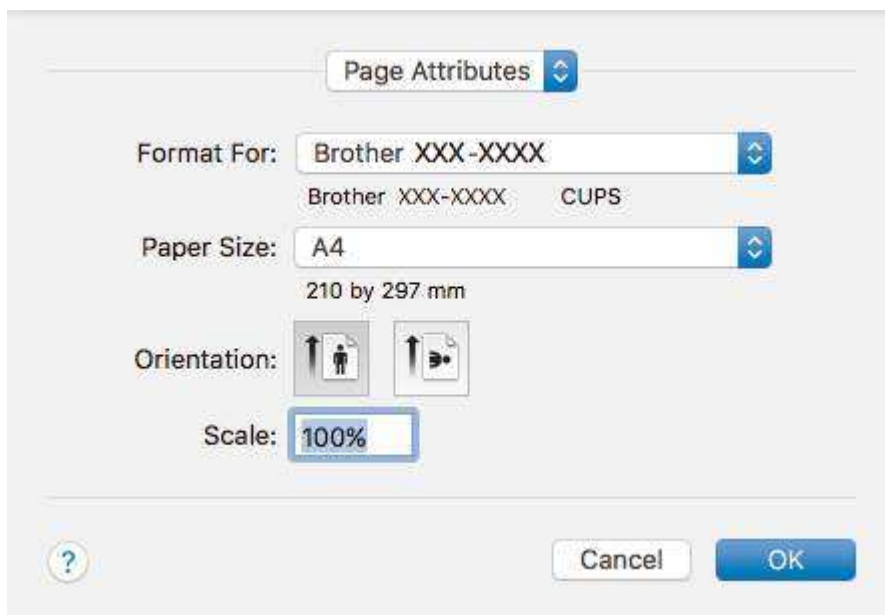 Page Attributes
Format For: Brother XXX-XXXX
Brother XXX-XXXX CUPS
Paper Size: A4
210 by 297 mm
Orientation:
Scale: 100%
? Cancel OK